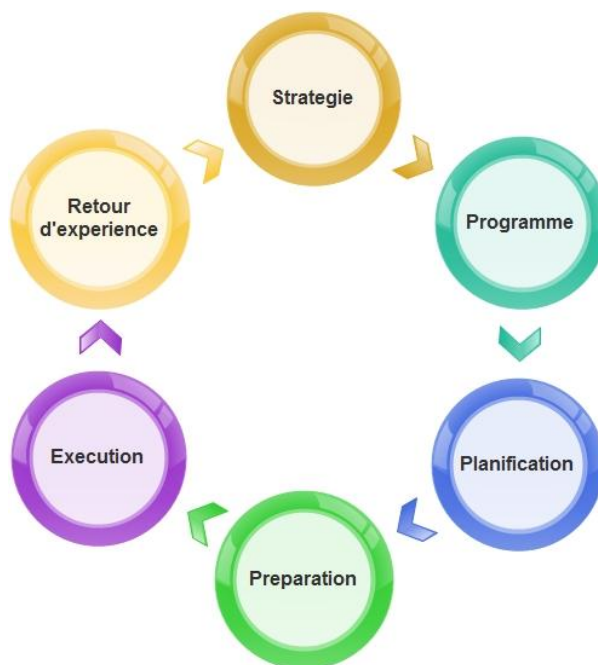 Strategie
Programme
Planification
Preparation
Execution
Retour
d'experience